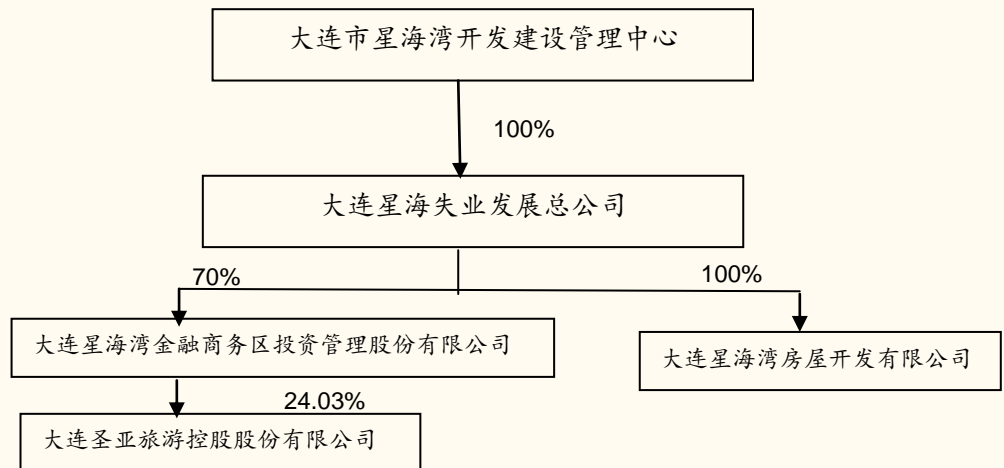 大连市星海湾开发建设管理中心
100%
大连星海失业发展总公司
70%
100%
大连星海湾金融商务区投资管理股份有限公司
大连星海湾房屋开发有限公司
24.03%
大连圣亚旅游控股股份有限公司